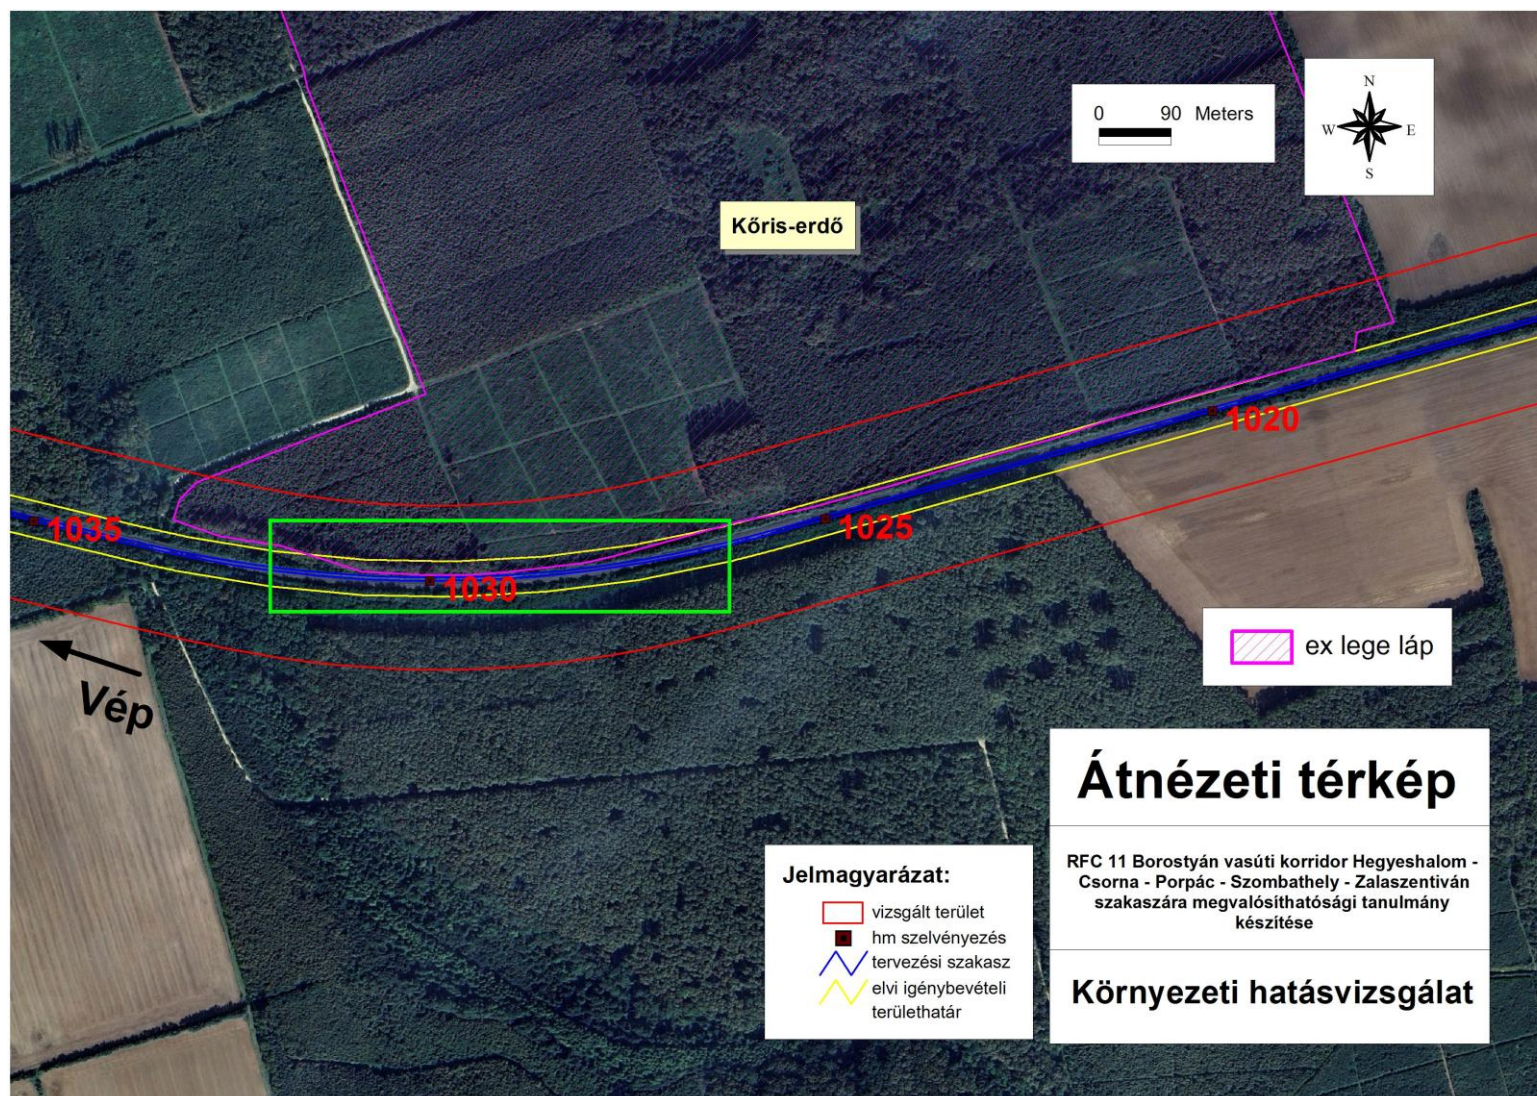 0 90 Meters
N
W E
S
Kőris-erdő
1020
1025
1030
1035
Vép
ex lege láp
Átnézeti térkép
RFC 11 Borostyán vasúti korridor Hegyeshalom -
Csorna - Porpác - Szombathely - Zalaszentiván
szakaszára megvalósíthatósági tanulmány
készítése
Környezeti hatásvizsgálat
Jelmagyarázat:
vizsgált terület
hm szelvényezés
tervezési szakasz
elvi igénybevételi
területhatár